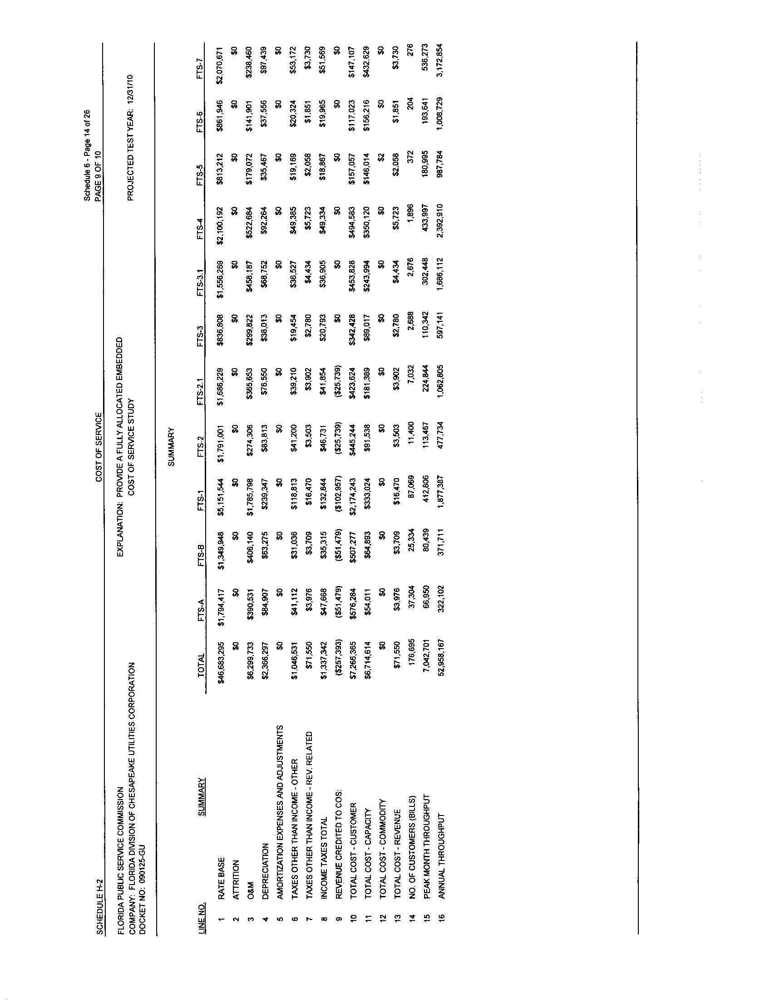 Schedule 6 - Page 14 of 26
SCHEDULE H-2 COST OF SERVICE PAGE 9 OF 10
FLORIDA PUBLIC SERVICE COMMISSION EXPLANATION: PROVIDE A FULLY ALLOCATED EMBEDDED
COMPANY: FLORIDA DIVISION OF CHESAPEAKE UTILITIES CORPORATION COST OF SERVICE STUDY PROJECTED TEST YEAR: 12/31/10
DOCKET NO: 090125-GU
SUMMARY
LINE NO. SUMMARY TOTAL FTS-A FTS-B FTS-1 FTS-2 FTS-2.1 FTS-3 FTS-3.1 FTS-4 FTS-5 FTS-6 FTS-7
1 RATE BASE $46,683,295 $1,794,417 $1,349,948 $5,151,544 $1,791,001 $1,686,229 $836,808 $1,556,269 $2,100,192 $813,212 $861,946 $2,070,671
2 ATTRITION $0 $0 $0 $0 $0 $0 $0 $0 $0 $0 $0 $0
3 O&M $6,299,733 $390,531 $406,140 $1,785,798 $274,306 $365,653 $299,822 $458,187 $522,684 $179,072 $141,901 $238,460
4 DEPRECIATION $2,366,297 $84,907 $63,275 $239,347 $83,813 $76,550 $38,013 $68,752 $92,264 $35,467 $37,556 $97,439
5 AMORTIZATION EXPENSES AND ADJUSTMENTS $0 $0 $0 $0 $0 $0 $0 $0 $0 $0 $0 $0
6 TAXES OTHER THAN INCOME - OTHER $1,046,531 $41,112 $31,036 $118,813 $41,200 $39,210 $19,454 $36,527 $49,385 $19,169 $20,324 $53,172
7 TAXES OTHER THAN INCOME - REV. RELATED $71,550 $3,976 $3,709 $16,470 $3,503 $3,902 $2,780 $4,434 $5,723 $2,058 $1,851 $3,730
8 INCOME TAXES TOTAL $1,337,342 $47,668 $35,315 $132,844 $46,731 $41,854 $20,793 $36,905 $49,334 $18,867 $19,965 $51,569
9 REVENUE CREDITED TO COS: ($257,393) ($51,479) ($51,479) ($102,957) ($25,739) ($25,739) $0 $0 $0 $0 $0 $0
10 TOTAL COST - CUSTOMER $7,266,365 $576,284 $507,277 $2,174,243 $445,244 $423,624 $342,428 $453,828 $494,583 $157,057 $117,023 $147,107
11 TOTAL COST - CAPACITY $6,714,614 $54,011 $64,893 $333,024 $91,538 $181,389 $89,017 $243,994 $350,120 $146,014 $156,216 $432,629
12 TOTAL COST - COMMODITY $0 $0 $0 $0 $0 $0 $0 $0 $0 $2 $0 $0
13 TOTAL COST - REVENUE $71,550 $3,976 $3,709 $16,470 $3,503 $3,902 $2,780 $4,434 $5,723 $2,058 $1,851 $3,730
14 NO. OF CUSTOMERS (BILLS) 176,695 37,304 25,334 87,069 11,400 7,032 2,688 2,676 1,896 372 204 276
15 PEAK MONTH THROUGHPUT 7,042,701 66,950 80,439 412,806 113,467 224,844 110,342 302,448 433,997 180,995 193,641 536,273
16 ANNUAL THROUGHPUT 52,958,167 322,102 371,711 1,877,387 477,734 1,062,805 597,141 1,686,112 2,392,910 987,784 1,008,729 3,172,854